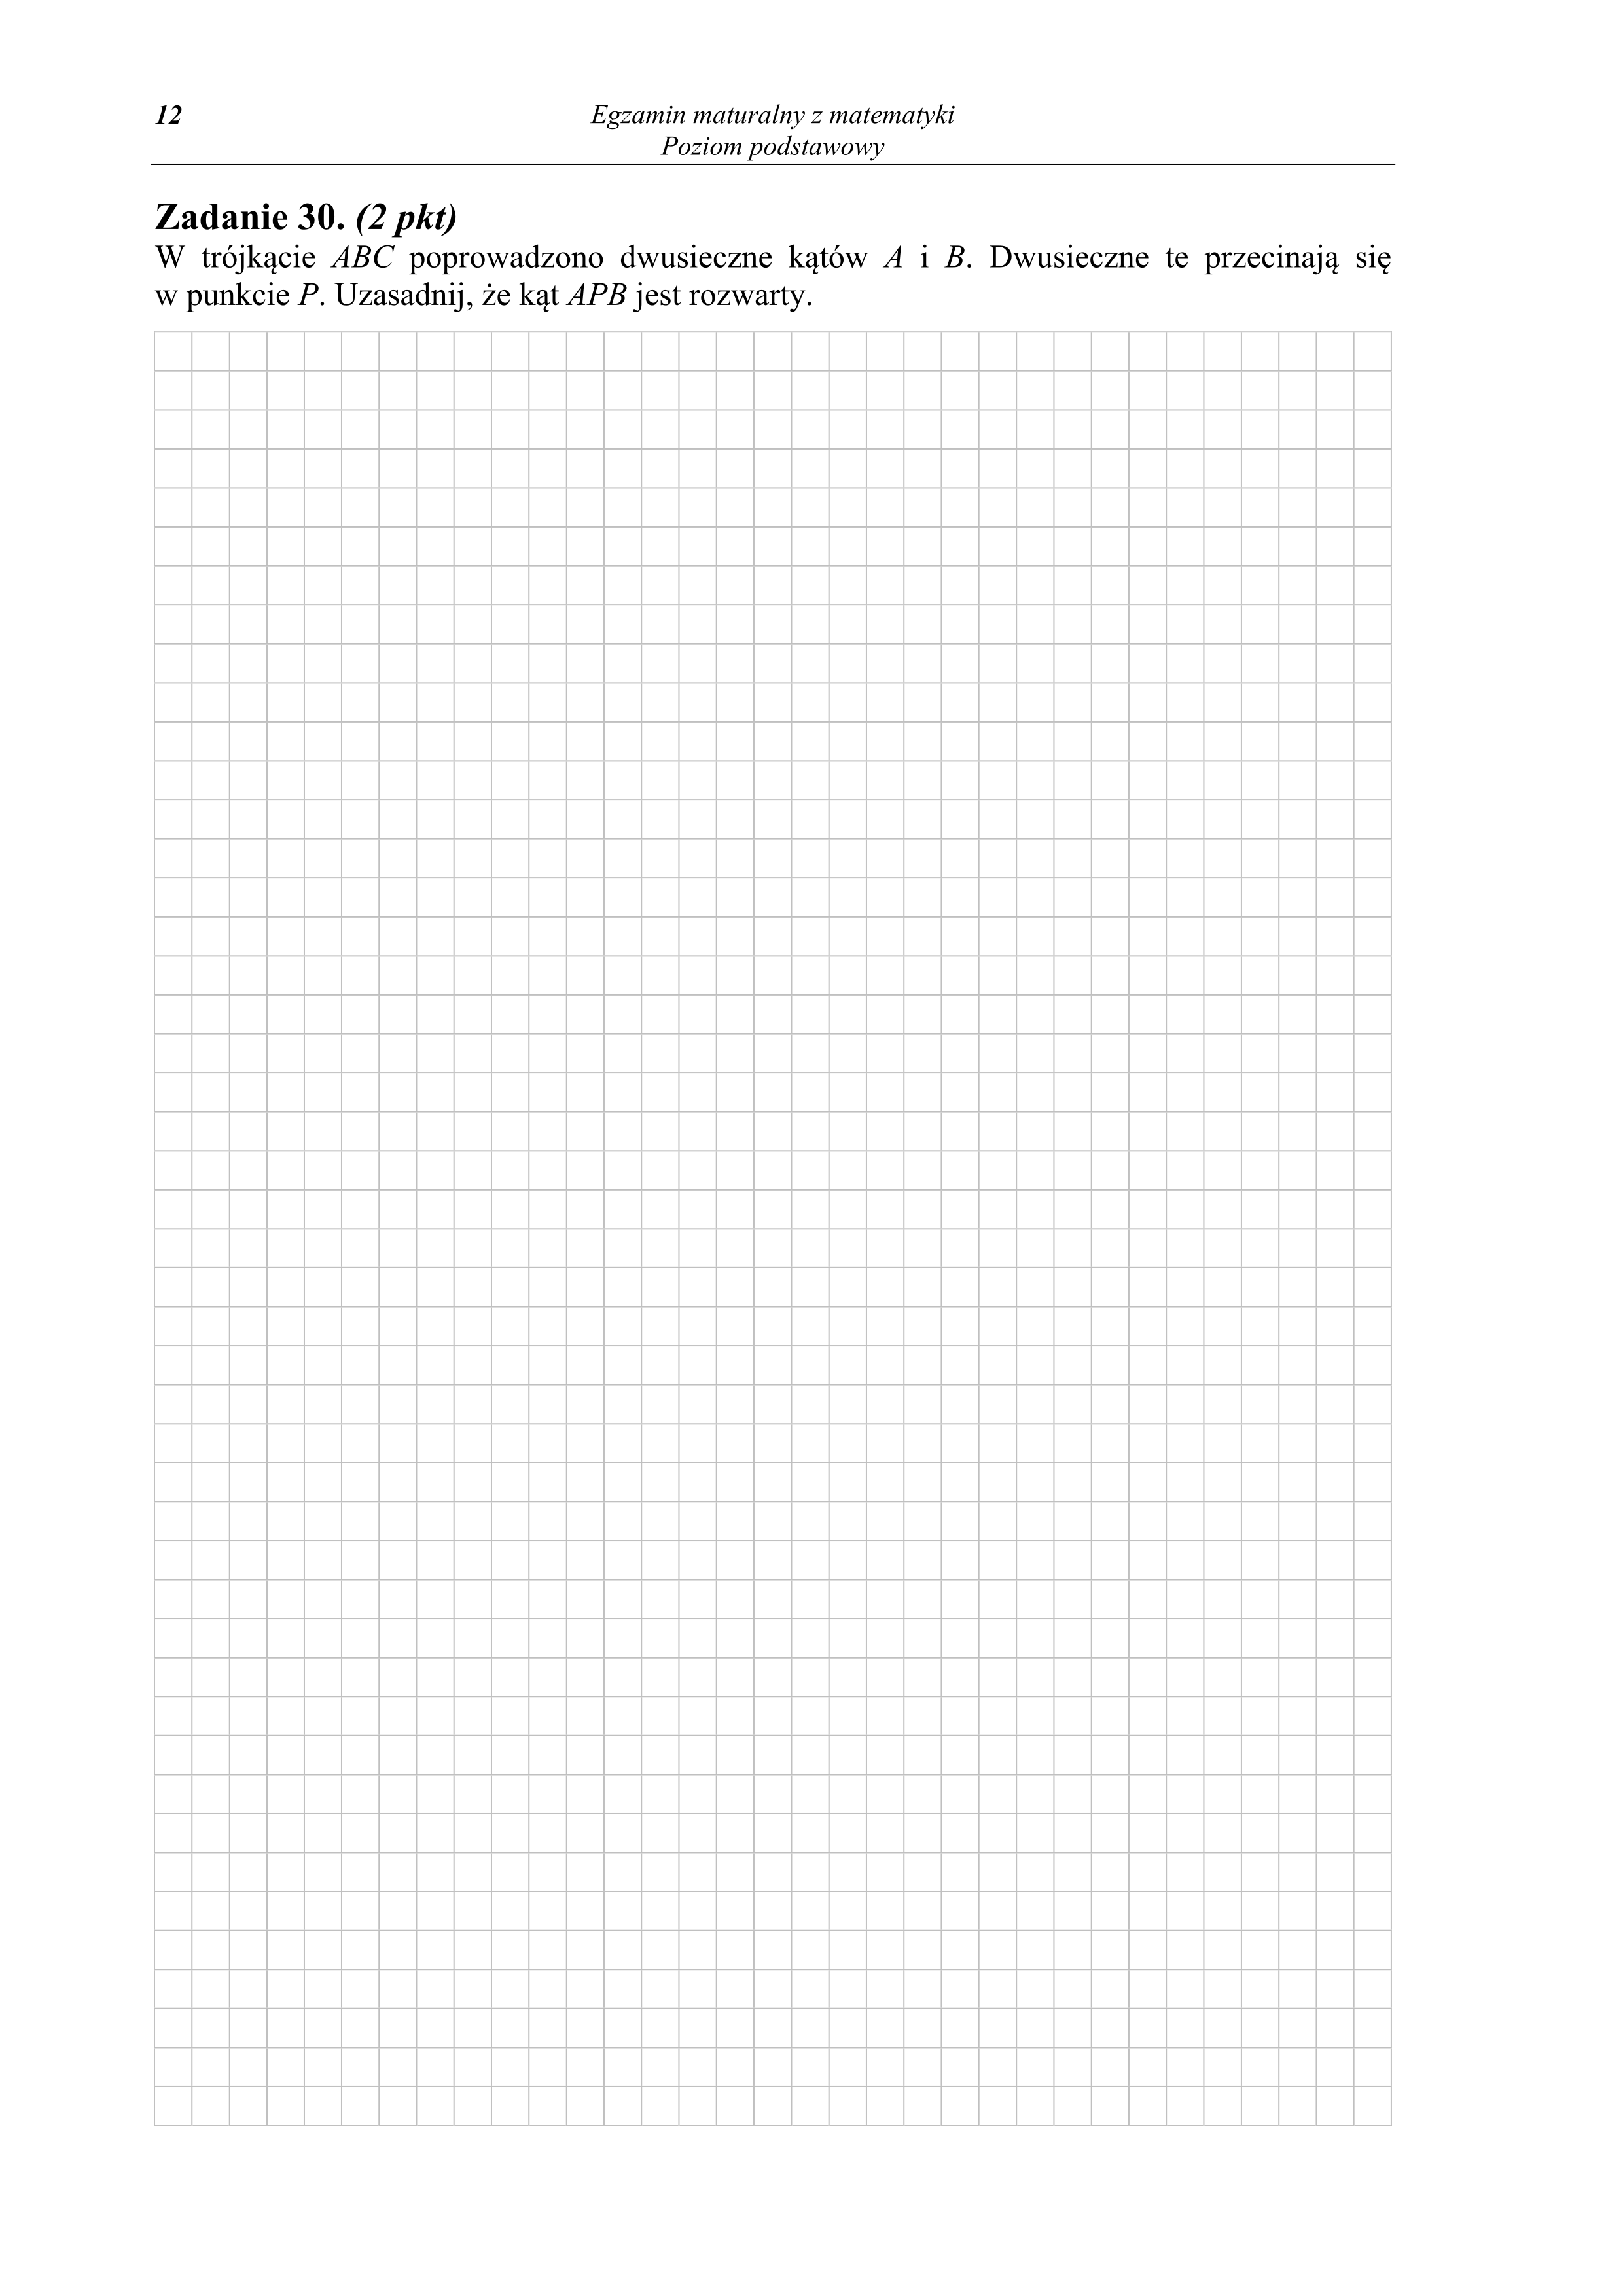 12
Egzamin maturalny z matematyki
Poziom podstawowy
Zadanie 30. (2 pkt)
W trójkącie ABC poprowadzono dwusieczne kątów A i B. Dwusieczne te przecinają się
w punkcie P. Uzasadnij, że kąt APB jest rozwarty.